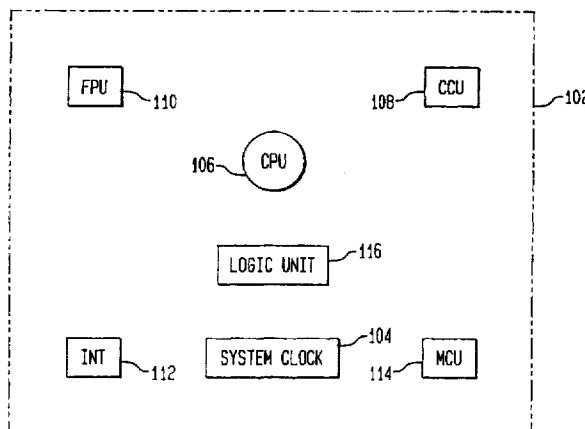 FPU
110
CCU
108
102
CPU
106
LOGIC UNIT
116
INT
112
SYSTEM CLOCK
104
MCU
114